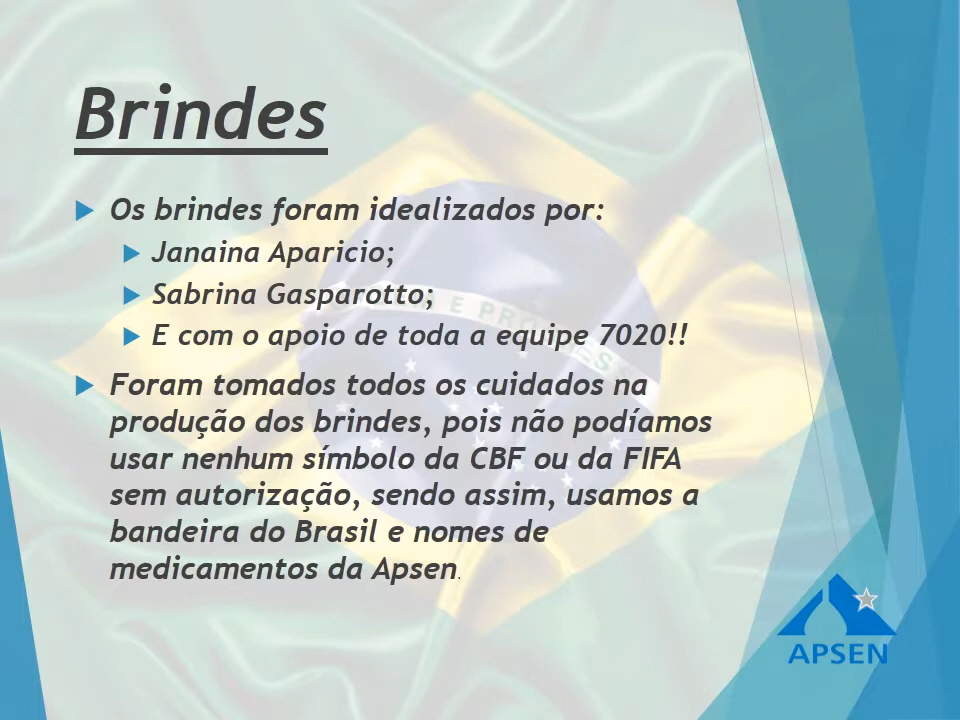 Brindes
Os brindes foram idealizados por:
Janaina Aparicio;
Sabrina Gasparotto;
E com o apoio de toda a equipe 7020!!
Foram tomados todos os cuidados na
produção dos brindes, pois não podíamos
usar nenhum símbolo da CBF ou da FIFA
sem autorização, sendo assim, usamos a
bandeira do Brasil e nomes de
medicamentos da Apsen.
APSEN